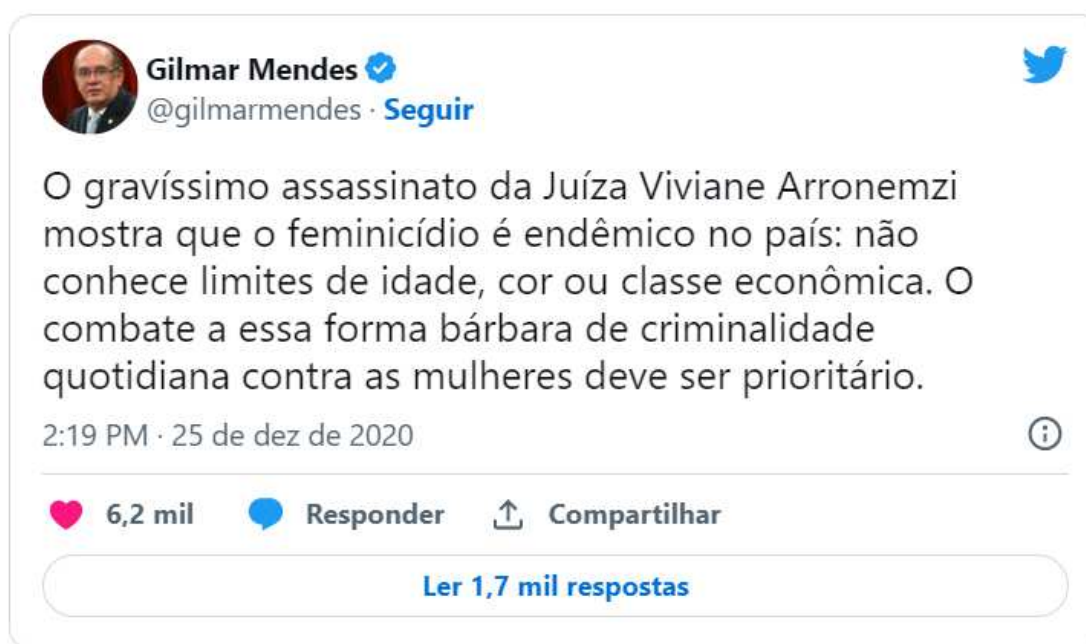 Gilmar Mendes
@gilmarmendes · Seguir
O gravíssimo assassinato da Juíza Viviane Arronemzi
mostra que o feminicídio é endêmico no país: não
conhece limites de idade, cor ou classe econômica. O
combate a essa forma bárbara de criminalidade
quotidiana contra as mulheres deve ser prioritário.
2:19 PM · 25 de dez de 2020
6,2 mil Responder Compartilhar
Ler 1,7 mil respostas